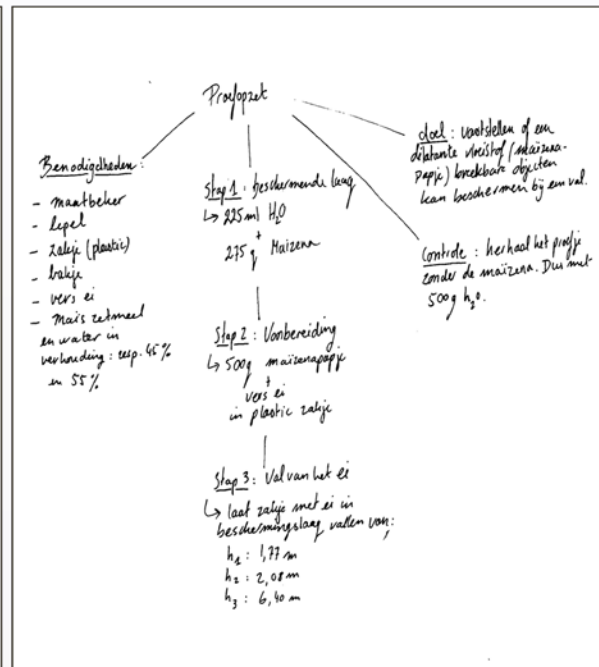 Proefopzet
Benodigdheden:
- maatbeker
- lepel
- zakje (plastic)
- bakje
- vers ei
- Maïs zetmeel
en water in
verhouding: resp. 45%
en 55%
Stap 1: beschermende laag
↳ 225 ml H₂O
+
275 g Maizena
Stap 2: Voorbereiding
↳ 500g maïzenapapje
+
vers ei
in plastic zakje
Stap 3: Val van het ei
↳ laat zakje met ei in
beschermingslaag vallen van:
h₁ : 1,77 m
h₂ : 2,08 m
h₃ : 6,40 m
doel: vaststellen of een
dilatante vloeistof (maïzena-
papje) breekbare objecten
kan beschermen bij een val.
Controle: herhaal het proefje
zonder de maïzena. Dus met
500g h₂o.